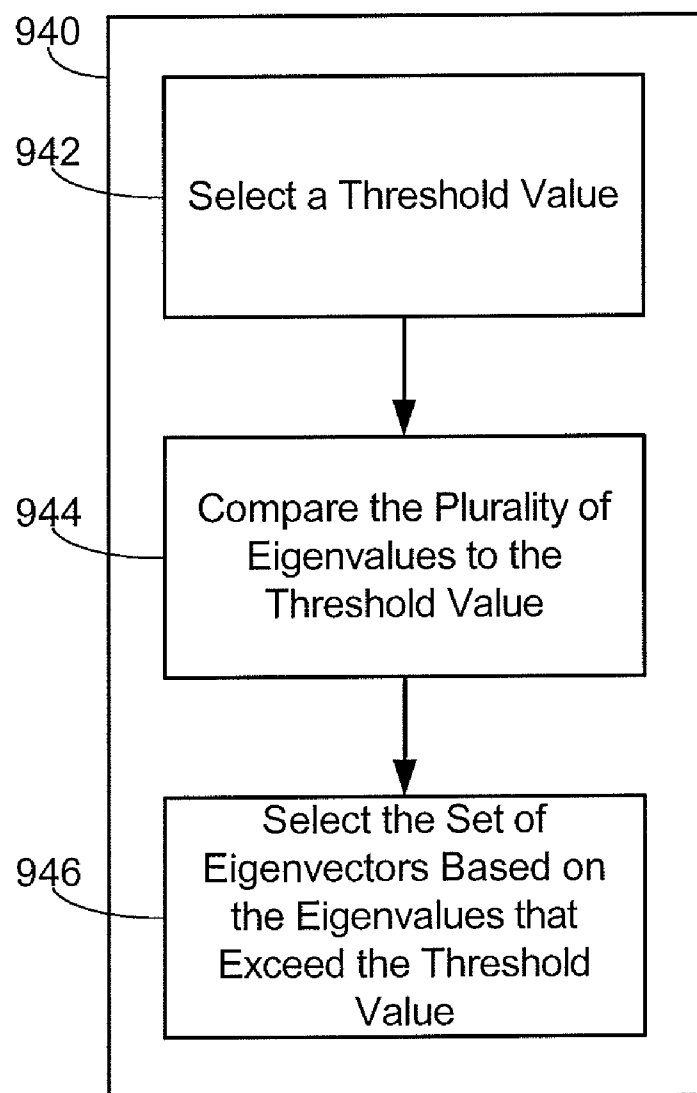 940
942
Select a Threshold Value
944
Compare the Plurality of
Eigenvalues to the
Threshold Value
946
Select the Set of
Eigenvectors Based on
the Eigenvalues that
Exceed the Threshold
Value